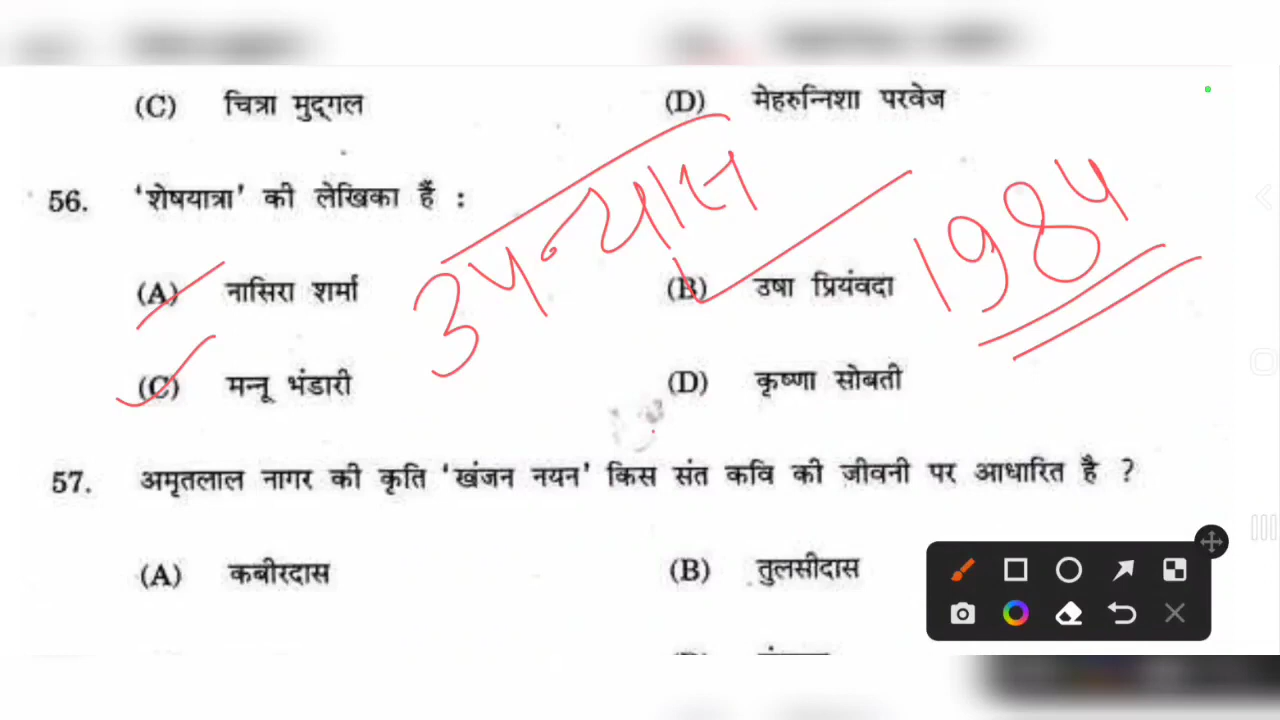 (C) चित्रा मुद्गल (D) मेहरुन्निशा परवेज
56. 'शेषयात्रा' की लेखिका हैं :
उपन्यास
1984
(A) नासिरा शर्मा (B) उषा प्रियंवदा
(C) मन्नू भंडारी (D) कृष्णा सोबती
57. अमृतलाल नागर की कृति 'खंजन नयन' किस संत कवि की जीवनी पर आधारित है ?
(A) कबीरदास (B) तुलसीदास